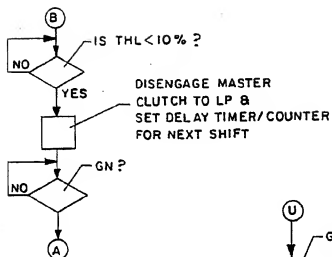 B
IS THL<10%?
NO
YES
DISENGAGE MASTER
CLUTCH TO LP &
SET DELAY TIMER/COUNTER
FOR NEXT SHIFT
GN?
NO
A
U
G